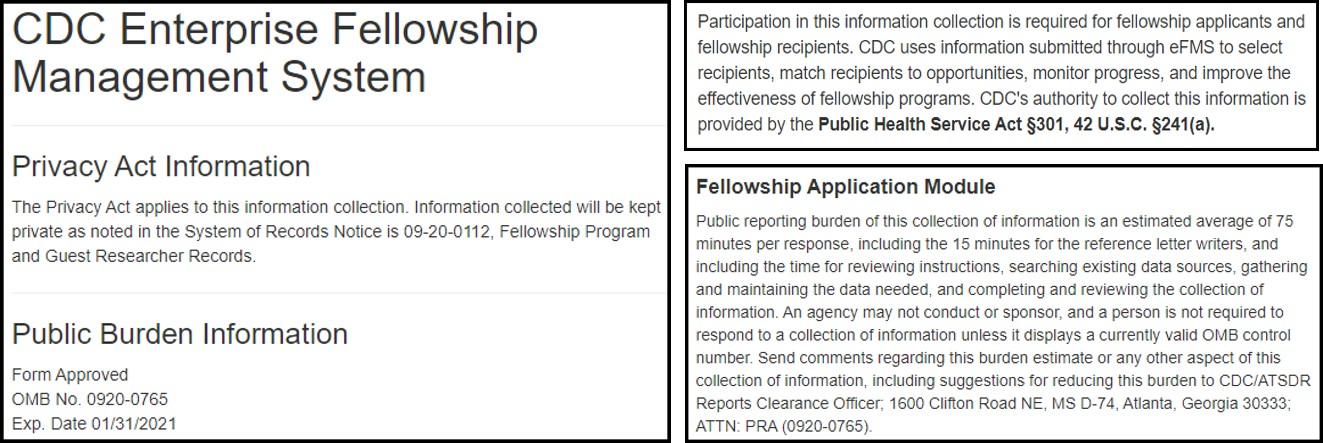 CDC Enterprise Fellowship
Management System
Privacy Act Information
The Privacy Act applies to this information collection. Information collected will be kept
private as noted in the System of Records Notice is 09-20-0112, Fellowship Program
and Guest Researcher Records.
Public Burden Information
Form Approved
OMB No. 0920-0765
Exp. Date 01/31/2021
Participation in this information collection is required for fellowship applicants and
fellowship recipients. CDC uses information submitted through eFMS to select
recipients, match recipients to opportunities, monitor progress, and improve the
effectiveness of fellowship programs. CDC's authority to collect this information is
provided by the Public Health Service Act §301, 42 U.S.C. §241(a).
Fellowship Application Module
Public reporting burden of this collection of information is an estimated average of 75
minutes per response, including the 15 minutes for the reference letter writers, and
including the time for reviewing instructions, searching existing data sources, gathering
and maintaining the data needed, and completing and reviewing the collection of
information. An agency may not conduct or sponsor, and a person is not required to
respond to a collection of information unless it displays a currently valid OMB control
number. Send comments regarding this burden estimate or any other aspect of this
collection of information, including suggestions for reducing this burden to CDC/ATSDR
Reports Clearance Officer; 1600 Clifton Road NE, MS D-74, Atlanta, Georgia 30333;
ATTN: PRA (0920-0765).